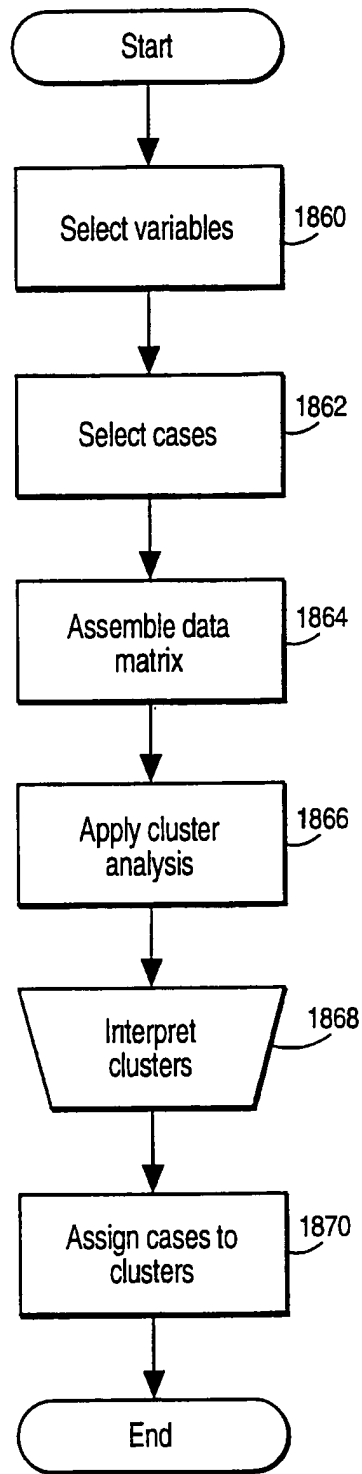 Start
Select variables
1860
Select cases
1862
Assemble data
matrix
1864
Apply cluster
analysis
1866
Interpret
clusters
1868
Assign cases to
clusters
1870
End